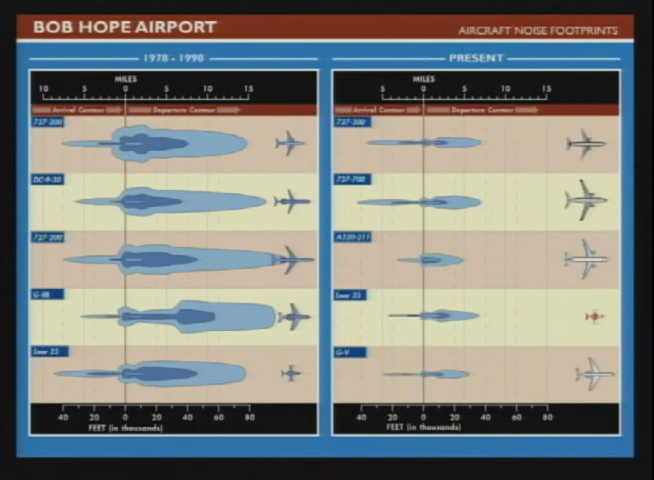 BOB HOPE AIRPORT
AIRCRAFT NOISE FOOTPRINTS
1978 - 1990
MILES
10 5 0 5 10 15
Arrival Contour
Departure Contour
737-200
DC-9-30
727-200
Lear 25
40 20 0 20 40 60 80
FEET (in thousands)
PRESENT
MILES
5 0 5 10 15
Arrival Contour
Departure Contour
737-300
737-700
A320-211
Lear 35
G-V
40 20 0 20 40 60 80
FEET (in thousands)